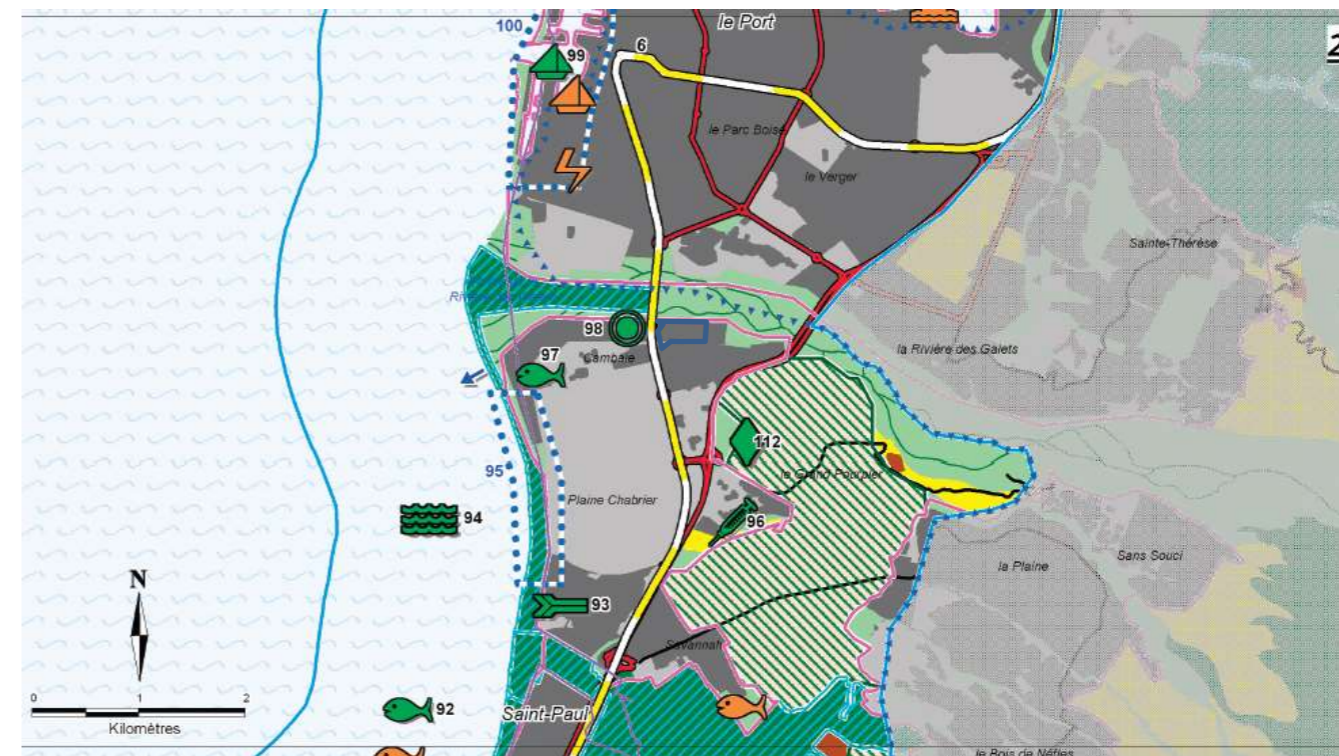 le Port
100
6
99
2
le Parc Boisé
le Verger
Sainte-Thérèse
98
Cambaie
la Rivière des Galets
97
112
95
le Grand Pourpier
Plaine Chabrier
96
94
Sans Souci
la Plaine
N
93
Savannah
0 1 2
Kilomètres
92
Saint-Paul
le Bois de Nèfles